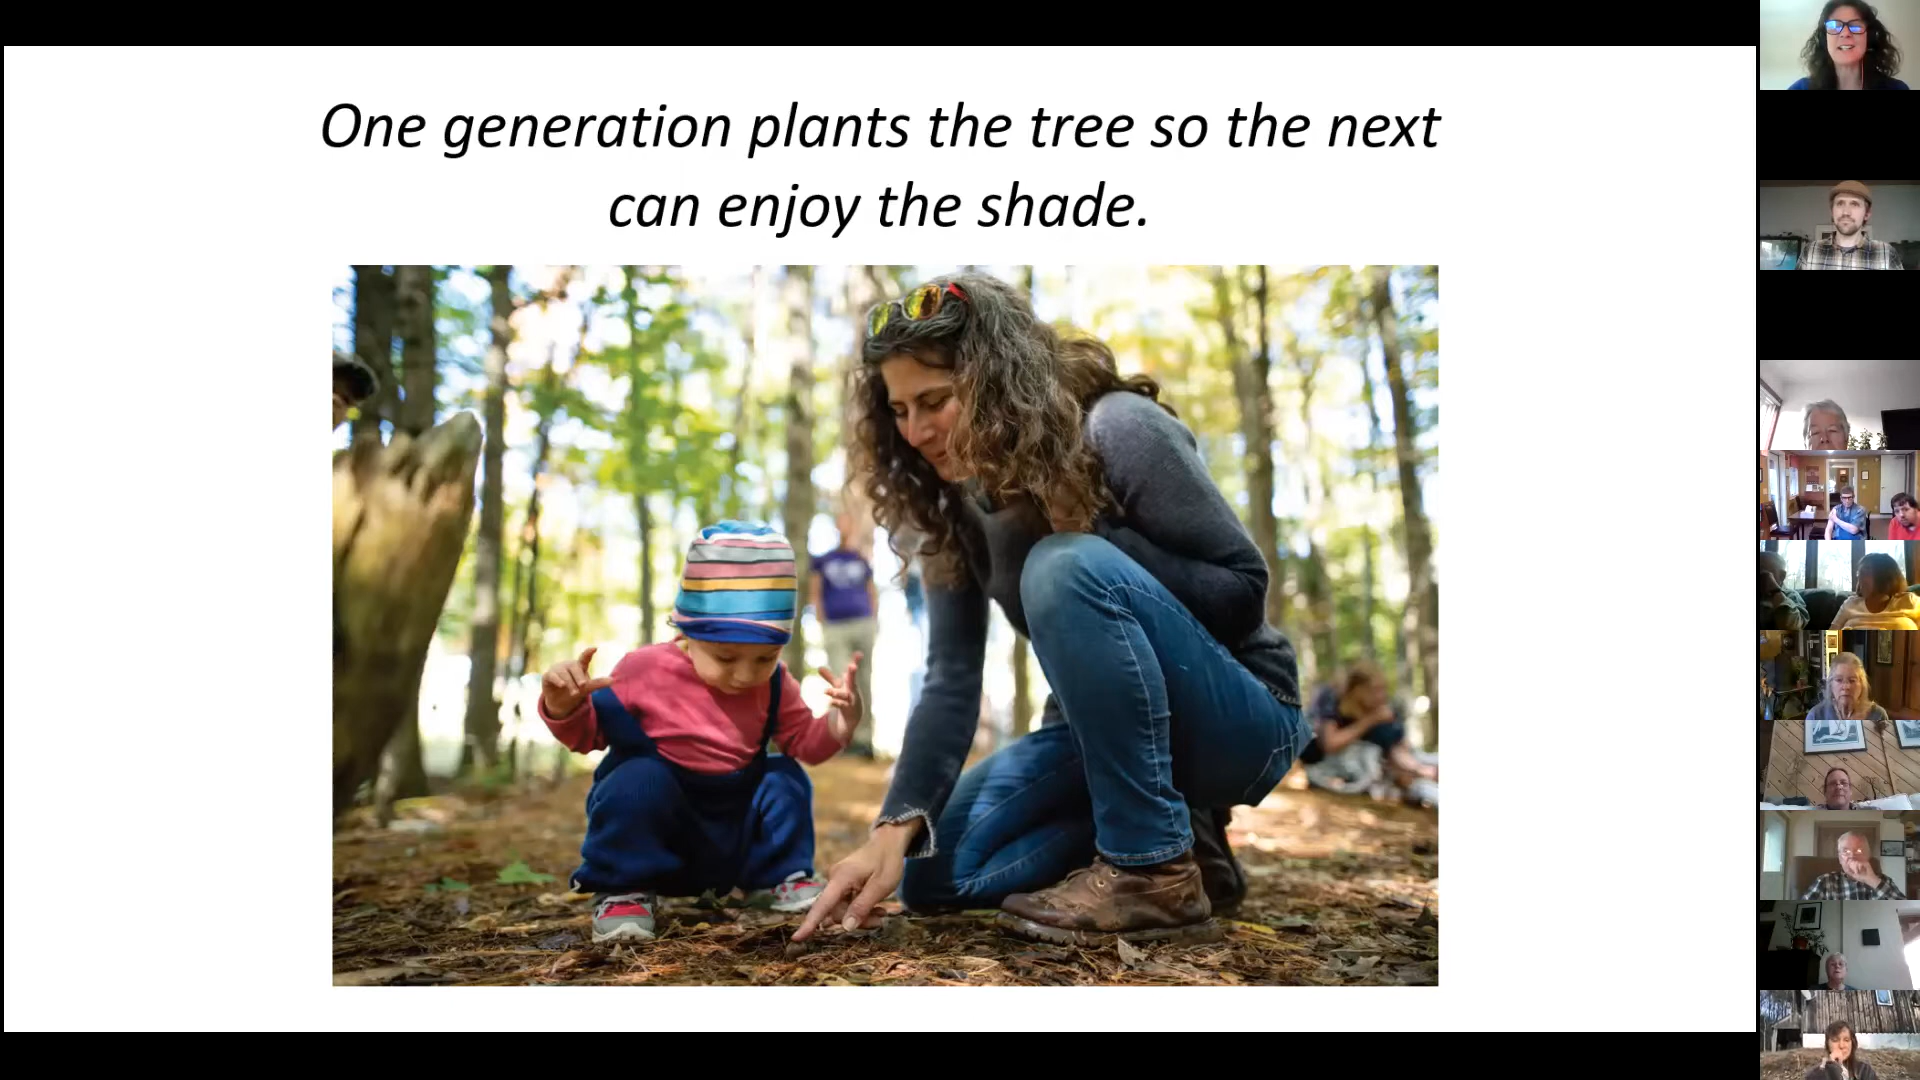 One generation plants the tree so the next
can enjoy the shade.